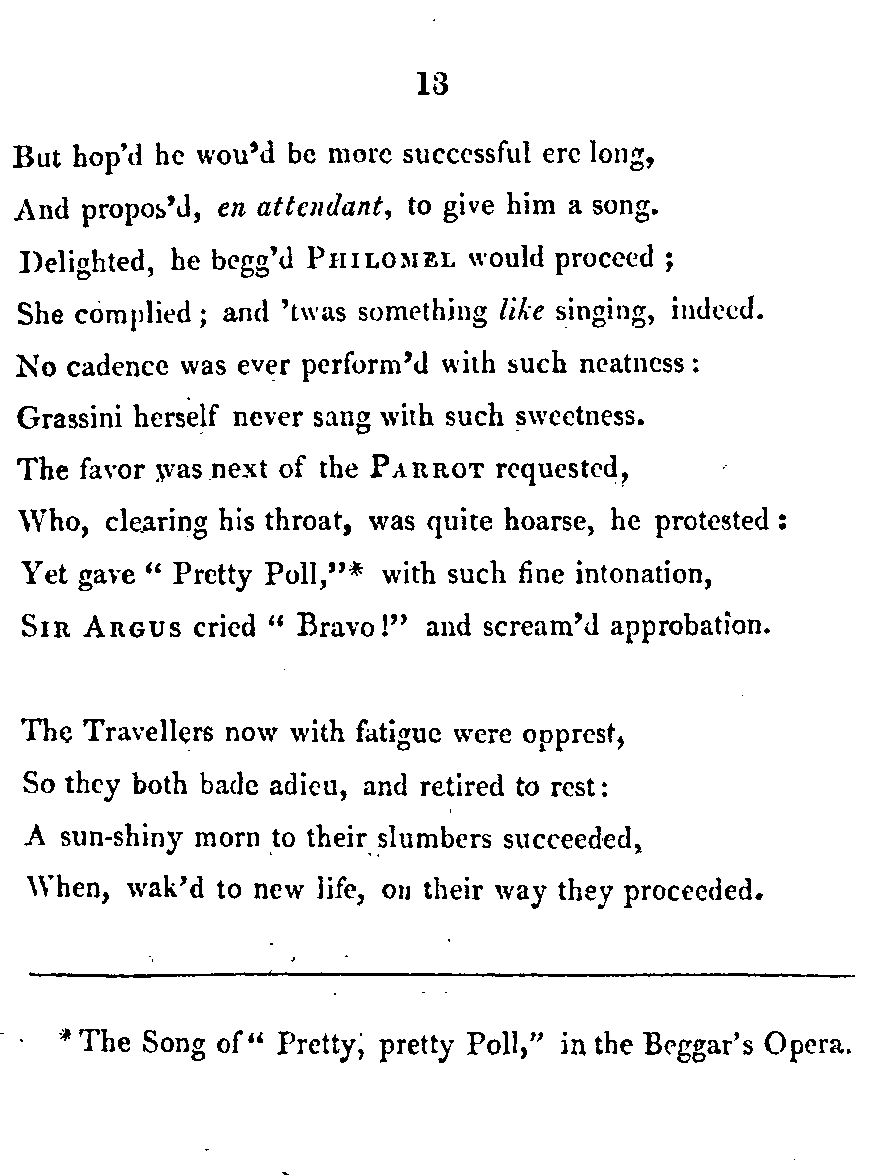 13
But hop'd he wou'd be more successful ere long,
And propos'd, en attendant, to give him a song.
Delighted, he begg'd PHILOMEL would proceed ;
She complied ; and 'twas something like singing, indeed.
No cadence was ever perform'd with such neatness :
Grassini herself never sang with such sweetness.
The favor was next of the PARROT requested,
Who, clearing his throat, was quite hoarse, he protested :
Yet gave “ Pretty Poll,”* with such fine intonation,
SIR ARGUS cried “ Bravo !” and scream'd approbation.
The Travellers now with fatigue were opprest,
So they both bade adieu, and retired to rest :
A sun-shiny morn to their slumbers succeeded,
When, wak'd to new life, on their way they proceeded.
* The Song of “ Pretty, pretty Poll,” in the Beggar's Opera.